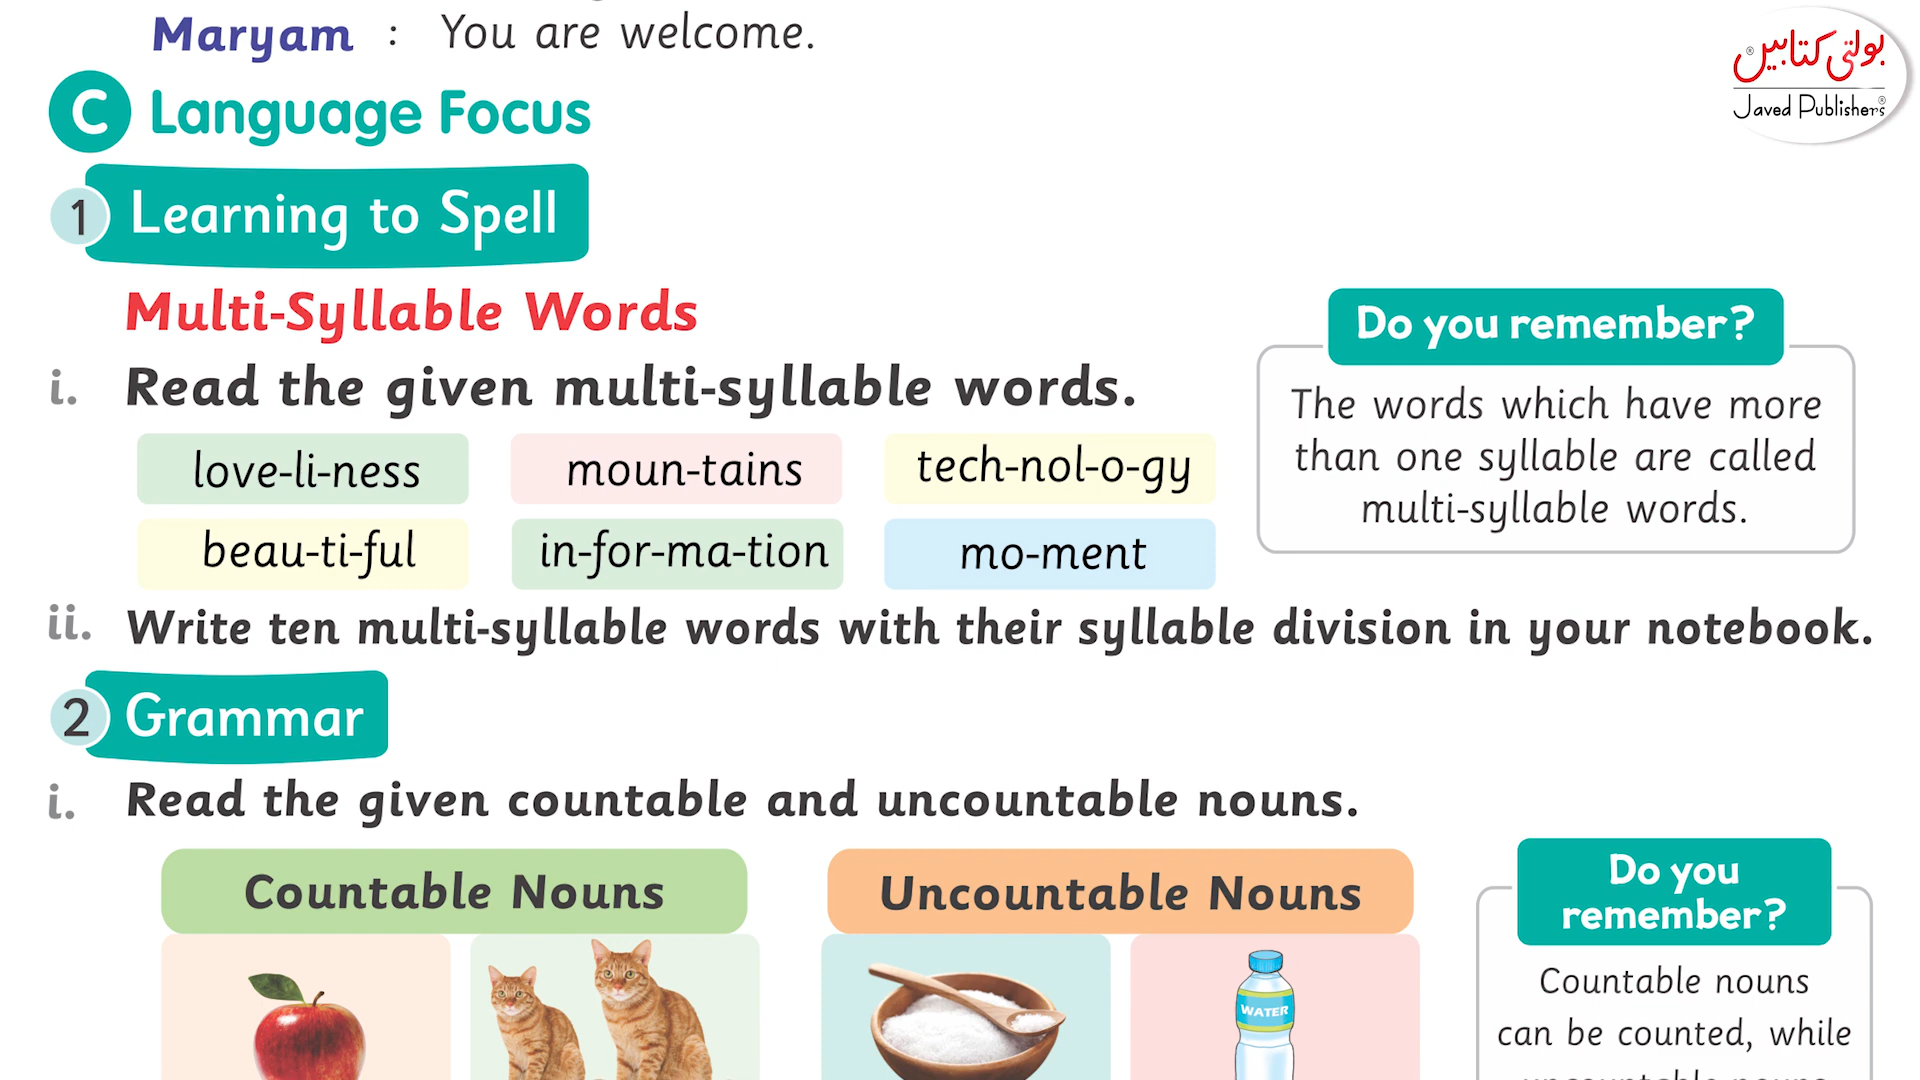 Maryam : You are welcome.
بولتی کتابیں®
Javed Publishers®
C Language Focus
1 Learning to Spell
Multi-Syllable Words
i. Read the given multi-syllable words.
love-li-ness moun-tains tech-nol-o-gy
beau-ti-ful in-for-ma-tion mo-ment
Do you remember?
The words which have more
than one syllable are called
multi-syllable words.
ii. Write ten multi-syllable words with their syllable division in your notebook.
2 Grammar
i. Read the given countable and uncountable nouns.
Countable Nouns Uncountable Nouns
WATER
Do you
remember?
Countable nouns
can be counted, while
uncountable nouns